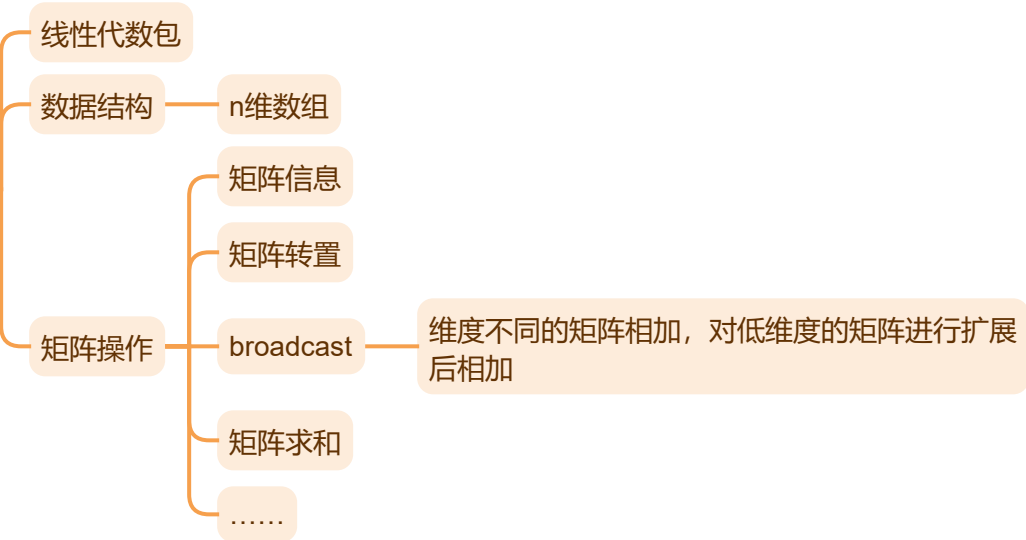 线性代数包
数据结构
n维数组
矩阵信息
矩阵转置
矩阵操作
broadcast
维度不同的矩阵相加，对低维度的矩阵进行扩展
后相加
矩阵求和
……